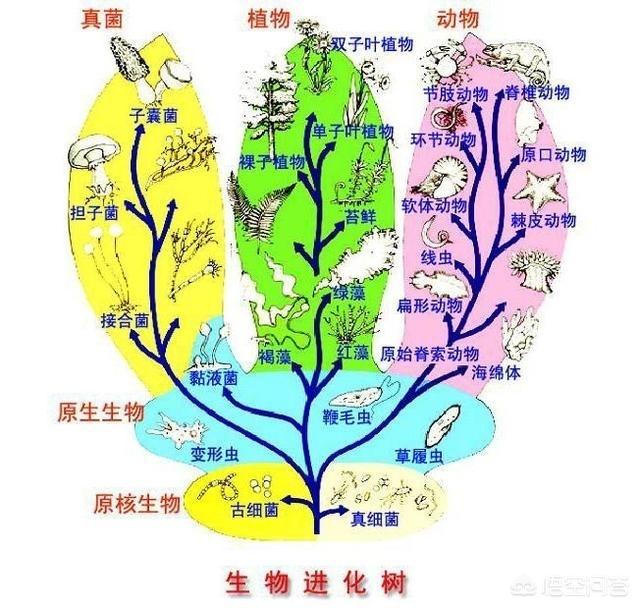 真菌
植物
动物
双子叶植物
节肢动物
脊椎动物
子囊菌
单子叶植物
环节动物
原口动物
裸子植物
担子菌
苔鲜
软体动物
棘皮动物
线虫
绿藻
扁形动物
接合菌
褐藻
红藻
原始脊索动物
海绵体
黏液菌
原生生物
鞭毛虫
变形虫
草履虫
原核生物
古细菌
真细菌
生物进化树
悟空问答